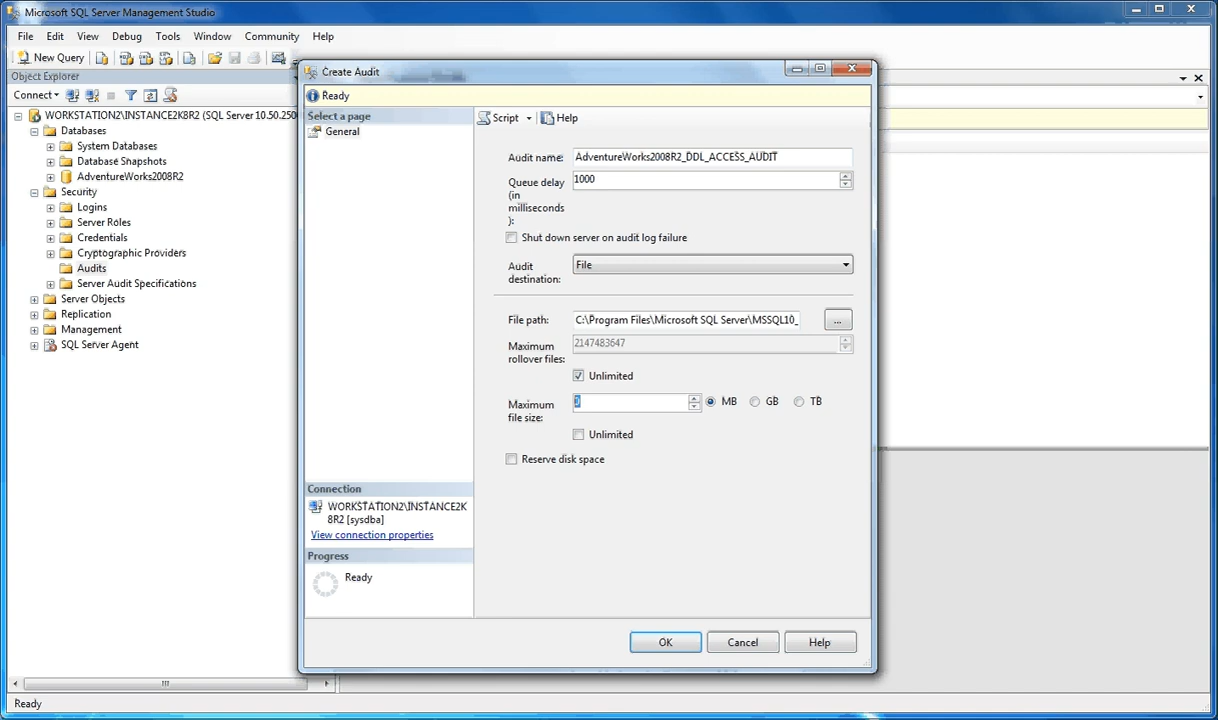 Microsoft SQL Server Management Studio
File Edit View Debug Tools Window Community Help
New Query
Object Explorer
Connect
WORKSTATION2\INSTANCE2K8R2 (SQL Server 10.50.250
Databases
System Databases
Database Snapshots
AdventureWorks2008R2
Security
Logins
Server Roles
Credentials
Cryptographic Providers
Audits
Server Audit Specifications
Server Objects
Replication
Management
SQL Server Agent
Create Audit
Ready
Select a page
General
Script Help
Audit name: AdventureWorks2008R2_DDL_ACCESS_AUDIT
Queue delay 1000
(in
milliseconds
):
Shut down server on audit log failure
Audit File
destination:
File path: C:\Program Files\Microsoft SQL Server\MSSQL10_ ...
Maximum 2147483647
rollover files:
Unlimited
Maximum MB GB TB
file size:
Unlimited
Reserve disk space
Connection
WORKSTATION2\INSTANCE2K
8R2 [sysdba]
View connection properties
Progress
Ready
OK Cancel Help
Ready